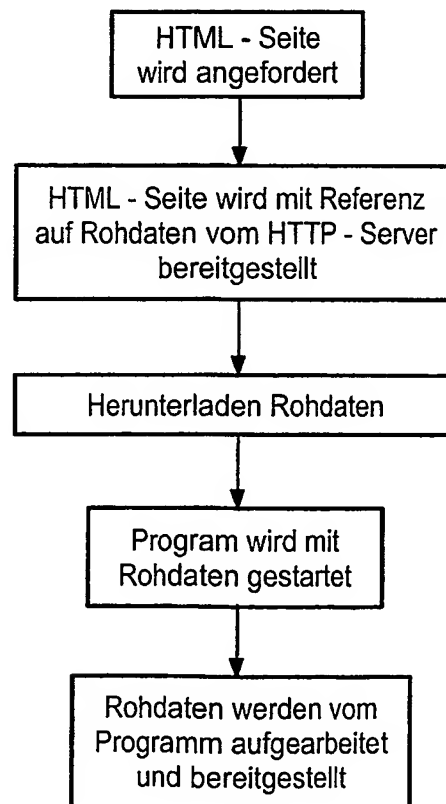 HTML - Seite
wird angefordert
HTML - Seite wird mit Referenz
auf Rohdaten vom HTTP - Server
bereitgestellt
Herunterladen Rohdaten
Program wird mit
Rohdaten gestartet
Rohdaten werden vom
Programm aufgearbeitet
und bereitgestellt